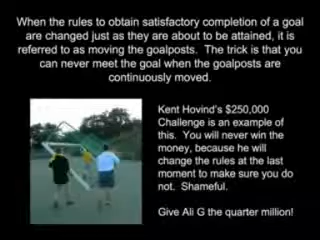 When the rules to obtain satisfactory completion of a goal
are changed just as they are about to be attained, it is
referred to as moving the goalposts. The trick is that you
can never meet the goal when the goalposts are
continuously moved.
Kent Hovind's $250,000
Challenge is an example of
this. You will never win the
money, because he will
change the rules at the last
moment to make sure you do
not. Shameful.
Give Ali G the quarter million!